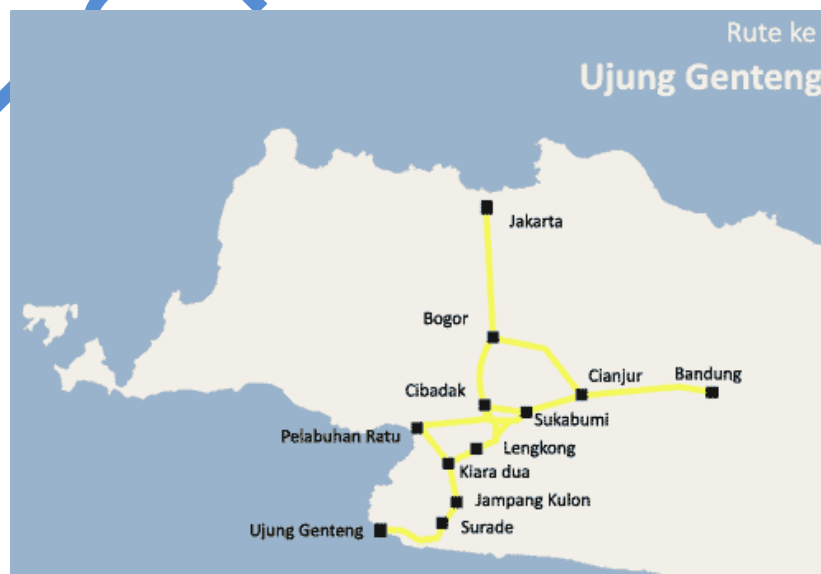 Rute ke
Ujung Genteng
Jakarta
Bogor
Cianjur
Bandung
Cibadak
Sukabumi
Pelabuhan Ratu
Lengkong
Kiara dua
Jampang Kulon
Ujung Genteng
Surade